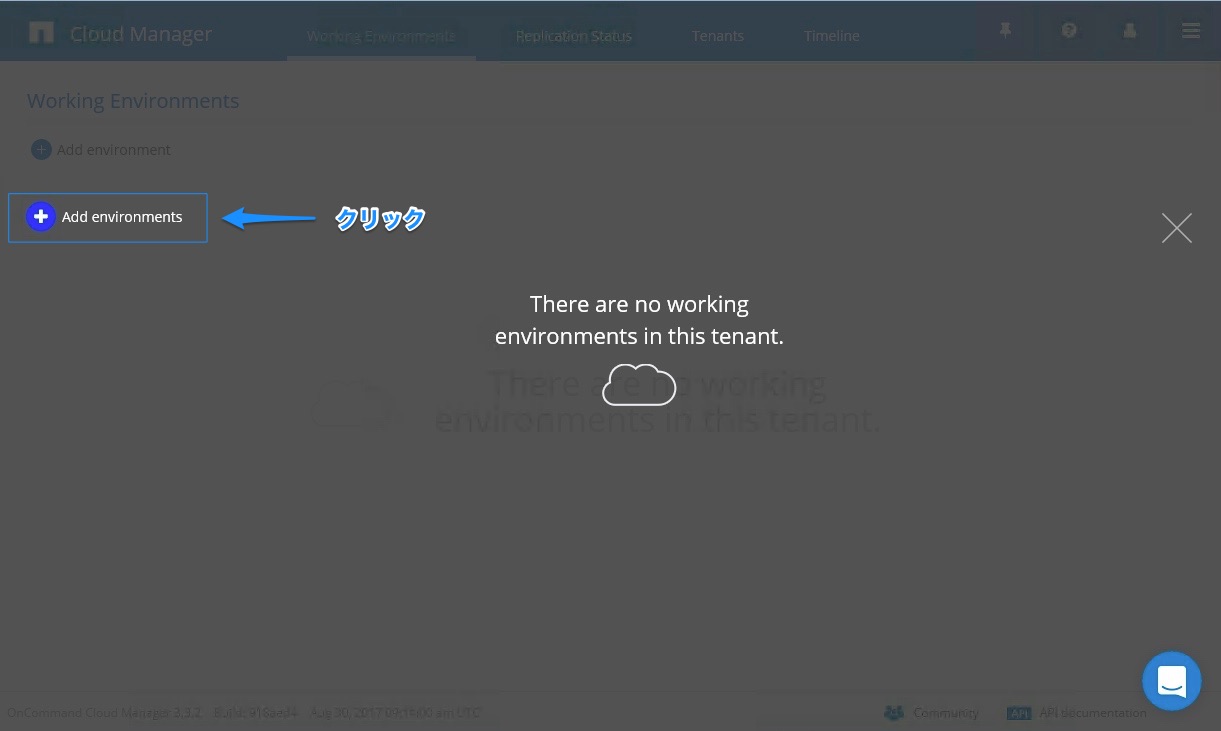 Cloud Manager
Working Environments
Replication Status
Tenants
Timeline
Working Environments
Add environment
Add environments
クリック
There are no working
environments in this tenant.
There are no working
environments in this tenant.
OnCommand Cloud Manager 3.3.2 Build: Aug 30, 2017 am UTC
Community
API
API documentation